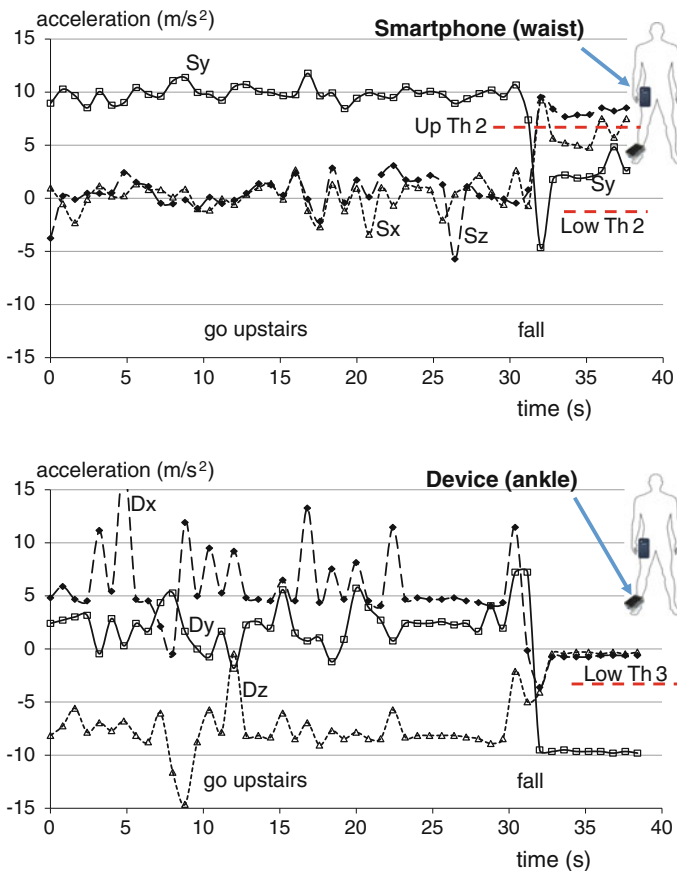 acceleration (m/s²)
Smartphone (waist)
15
10
5
0
-5
-10
-15
Sy
Up Th 2
Sy
Sx
Sz
Low Th 2
go upstairs
fall
0 5 10 15 20 25 30 35 40
time (s)
acceleration (m/s²)
Device (ankle)
15
10
5
0
-5
-10
-15
Dx
Dy
Dz
Low Th 3
go upstairs
fall
0 5 10 15 20 25 30 35 40
time (s)